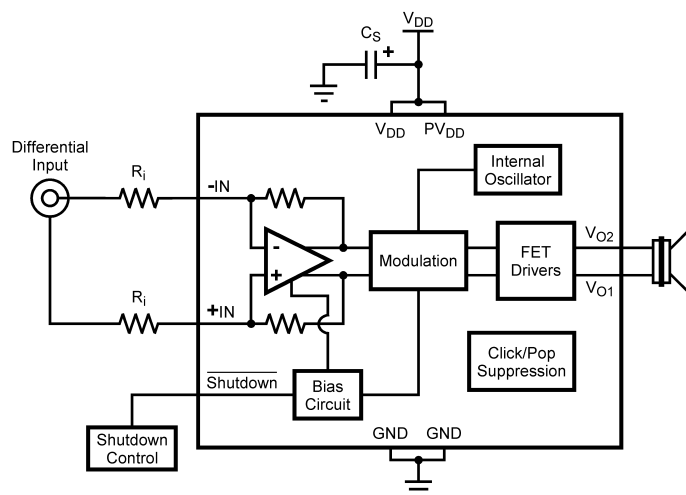 V_DD
C_S
+
V_DD PV_DD
Differential
Input
R_i
-IN
Internal
Oscillator
-
+
Modulation
FET
Drivers
V_O2
V_O1
R_i
+IN
Click/Pop
Suppression
Shutdown
Bias
Circuit
Shutdown
Control
GND GND